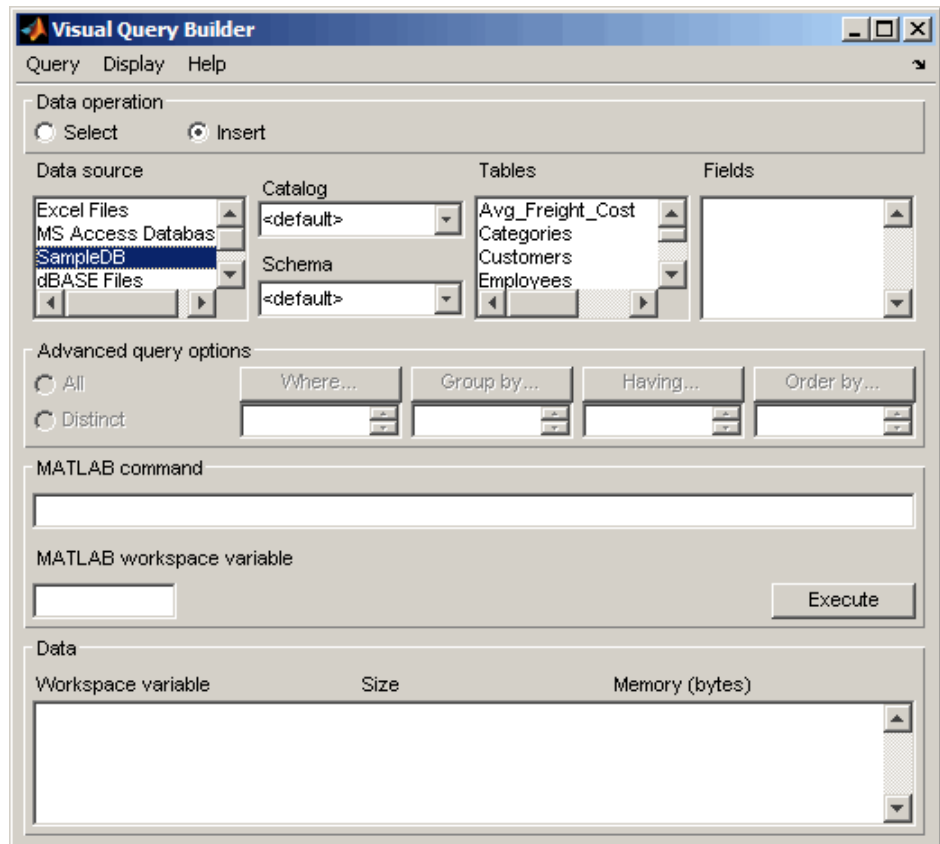 Visual Query Builder
Query Display Help
Data operation
Select Insert
Data source Tables Fields
Catalog
Excel Files
MS Access Databas
SampleDB
dBASE Files
<default>
Schema
<default>
Avg_Freight_Cost
Categories
Customers
Employees
Advanced query options
All Where... Group by... Having... Order by...
Distinct
MATLAB command
MATLAB workspace variable
Execute
Data
Workspace variable Size Memory (bytes)